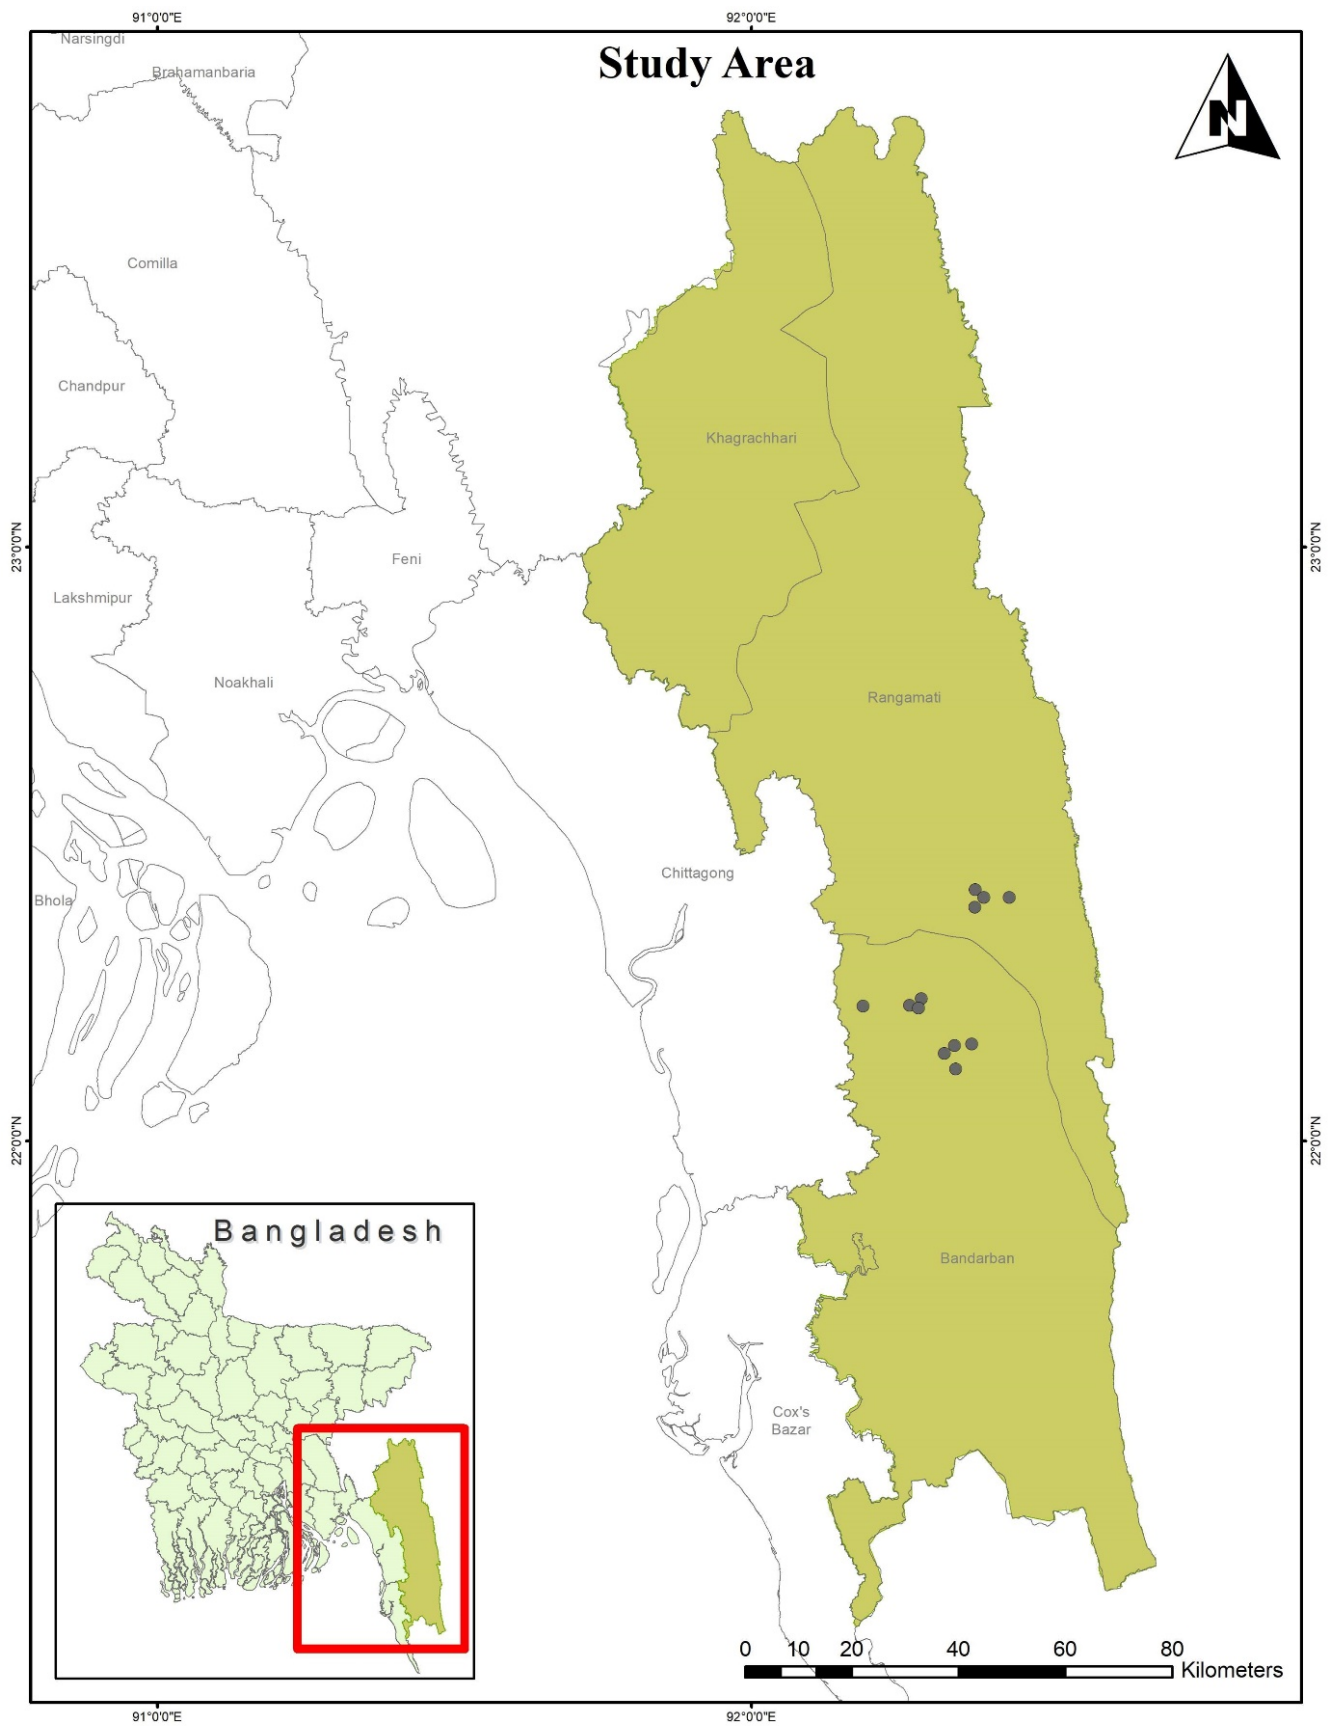 91°0'0"E
92°0'0"E
Narsingdi
Study Area
Brahamanbaria
N
Comilla
Chandpur
Khagrachhari
23°0'0"N
23°0'0"N
Feni
Lakshmipur
Noakhali
Rangamati
Chittagong
Bhola
22°0'0"N
22°0'0"N
Bangladesh
Bandarban
Cox's
Bazar
0 10 20 40 60 80
Kilometers
91°0'0"E
92°0'0"E